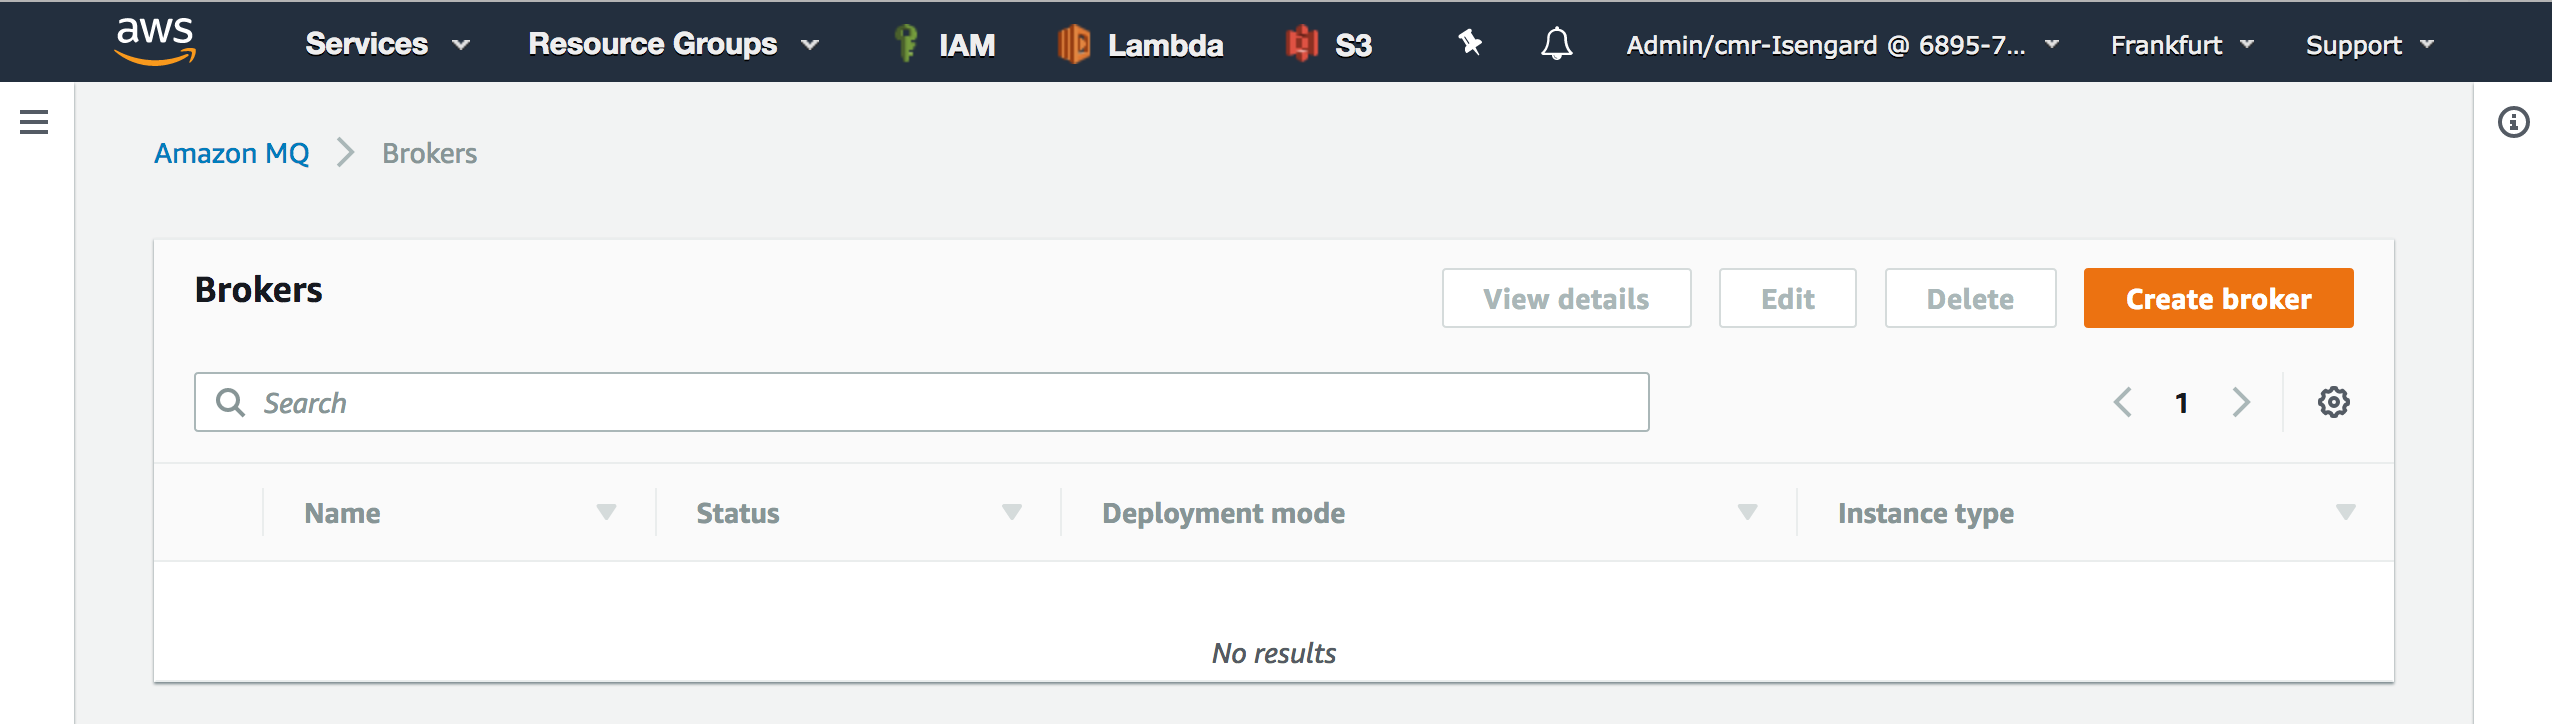 aws Services Resource Groups IAM Lambda S3 Admin/cmr-Isengard @ 6895-7... Frankfurt Support
Amazon MQ Brokers
Brokers View details Edit Delete Create broker
Search 1
Name Status Deployment mode Instance type
No results